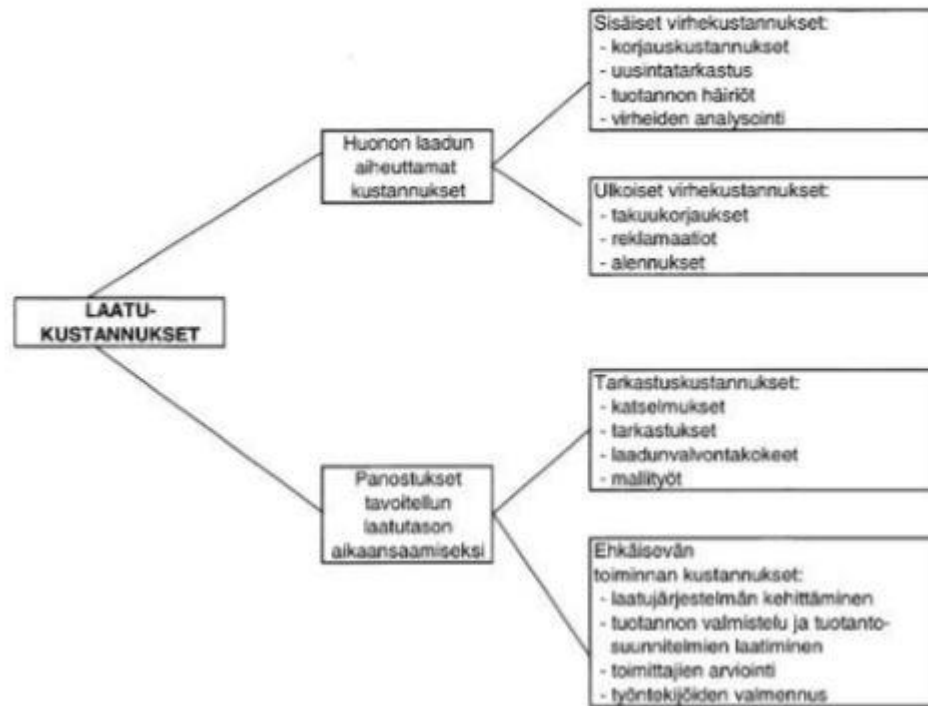 Sisäiset virhekustannukset:
- korjauskustannukset
- uusintatarkastus
- tuotannon häiriöt
- virheiden analysointi
Huonon laadun
aiheuttamat
kustannukset
Ulkoiset virhekustannukset:
- takuukorjaukset
- reklamaatiot
- alennukset
LAATU-
KUSTANNUKSET
Tarkastuskustannukset:
- katselmukset
- tarkastukset
- laadunvalvontakokeet
- mallityöt
Panostukset
tavoitellun
laatutason
aikaansaamiseksi
Ehkäisevän
toiminnan kustannukset:
- laatujärjestelmän kehittäminen
- tuotannon valmistelu ja tuotanto-
suunnitelmien laatiminen
- toimittajien arviointi
- työntekijöiden valmennus